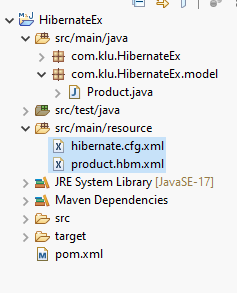 HibernateEx
src/main/java
com.klu.HibernateEx
com.klu.HibernateEx.model
Product.java
src/test/java
src/main/resource
hibernate.cfg.xml
product.hbm.xml
JRE System Library [JavaSE-17]
Maven Dependencies
src
target
pom.xml